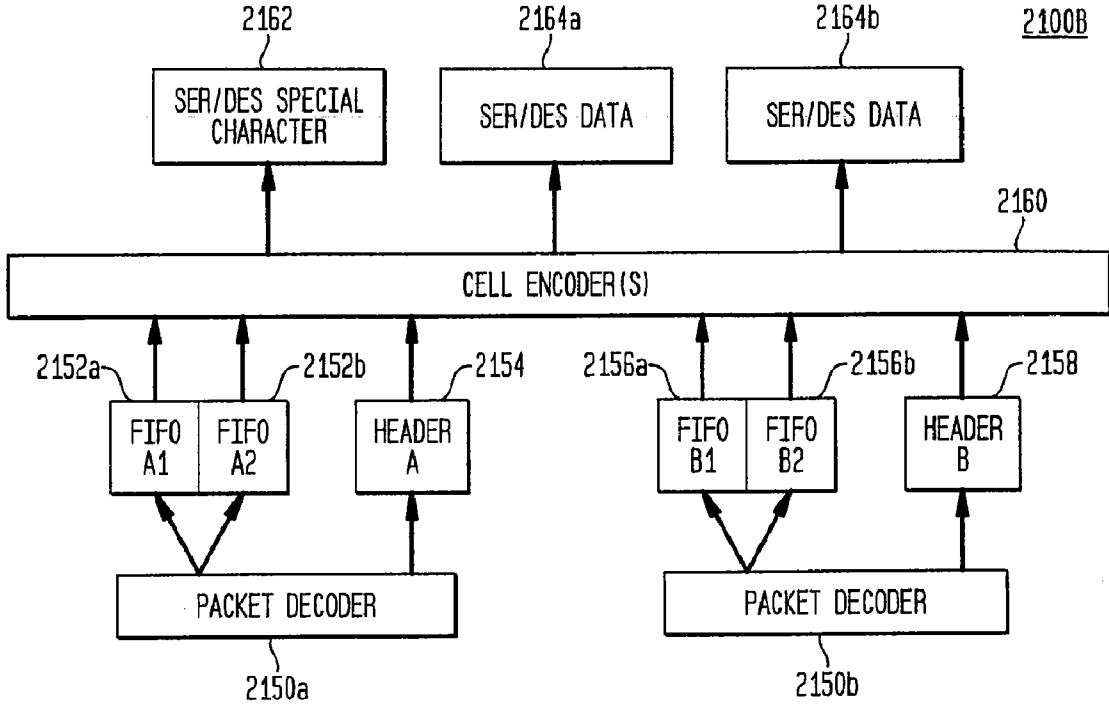 2162
2164a
2164b
2100B
SER/DES SPECIAL
CHARACTER
SER/DES DATA
SER/DES DATA
2160
CELL ENCODER(S)
2152a
2152b
2154
2156a
2156b
2158
FIFO
A1
FIFO
A2
HEADER
A
FIFO
B1
FIFO
B2
HEADER
B
PACKET DECODER
PACKET DECODER
2150a
2150b